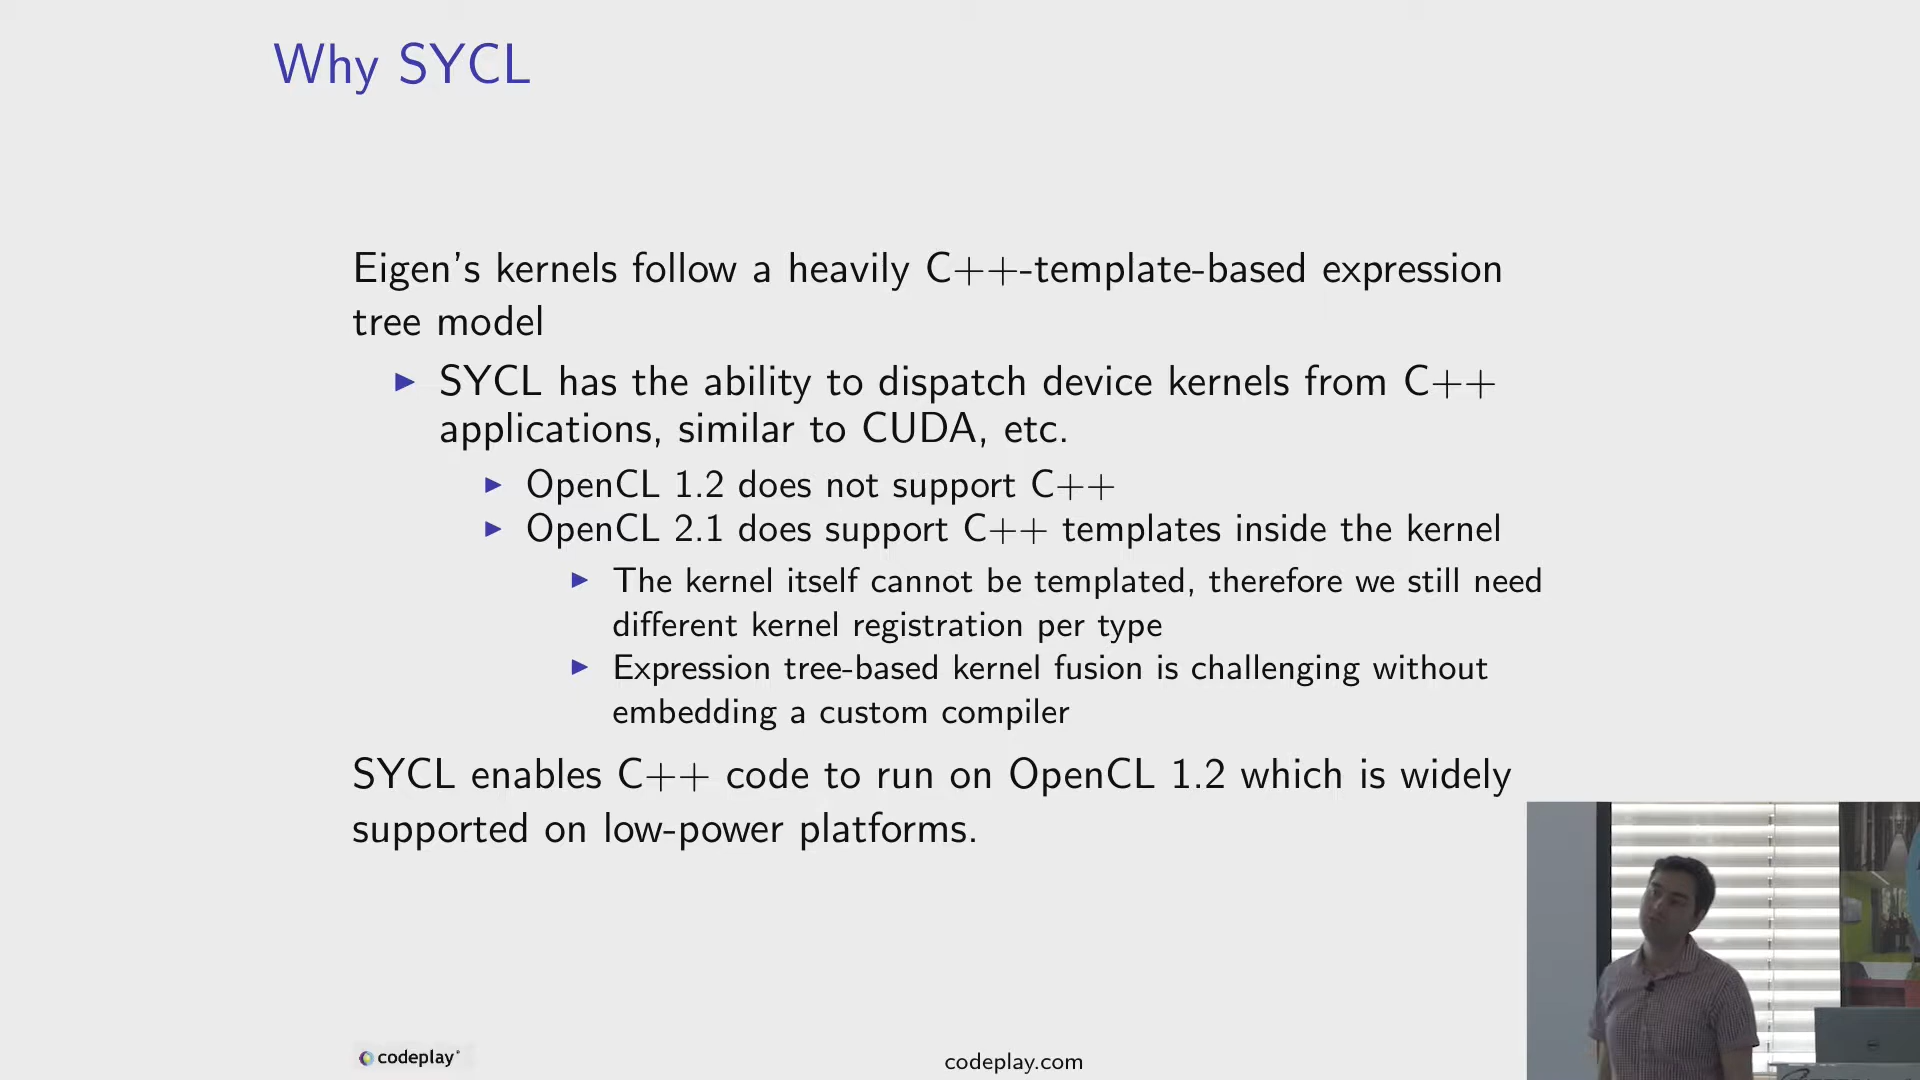 Why SYCL
Eigen's kernels follow a heavily C++-template-based expression
tree model
SYCL has the ability to dispatch device kernels from C++
applications, similar to CUDA, etc.
OpenCL 1.2 does not support C++
OpenCL 2.1 does support C++ templates inside the kernel
The kernel itself cannot be templated, therefore we still need
different kernel registration per type
Expression tree-based kernel fusion is challenging without
embedding a custom compiler
SYCL enables C++ code to run on OpenCL 1.2 which is widely
supported on low-power platforms.
codeplay
codeplay.com